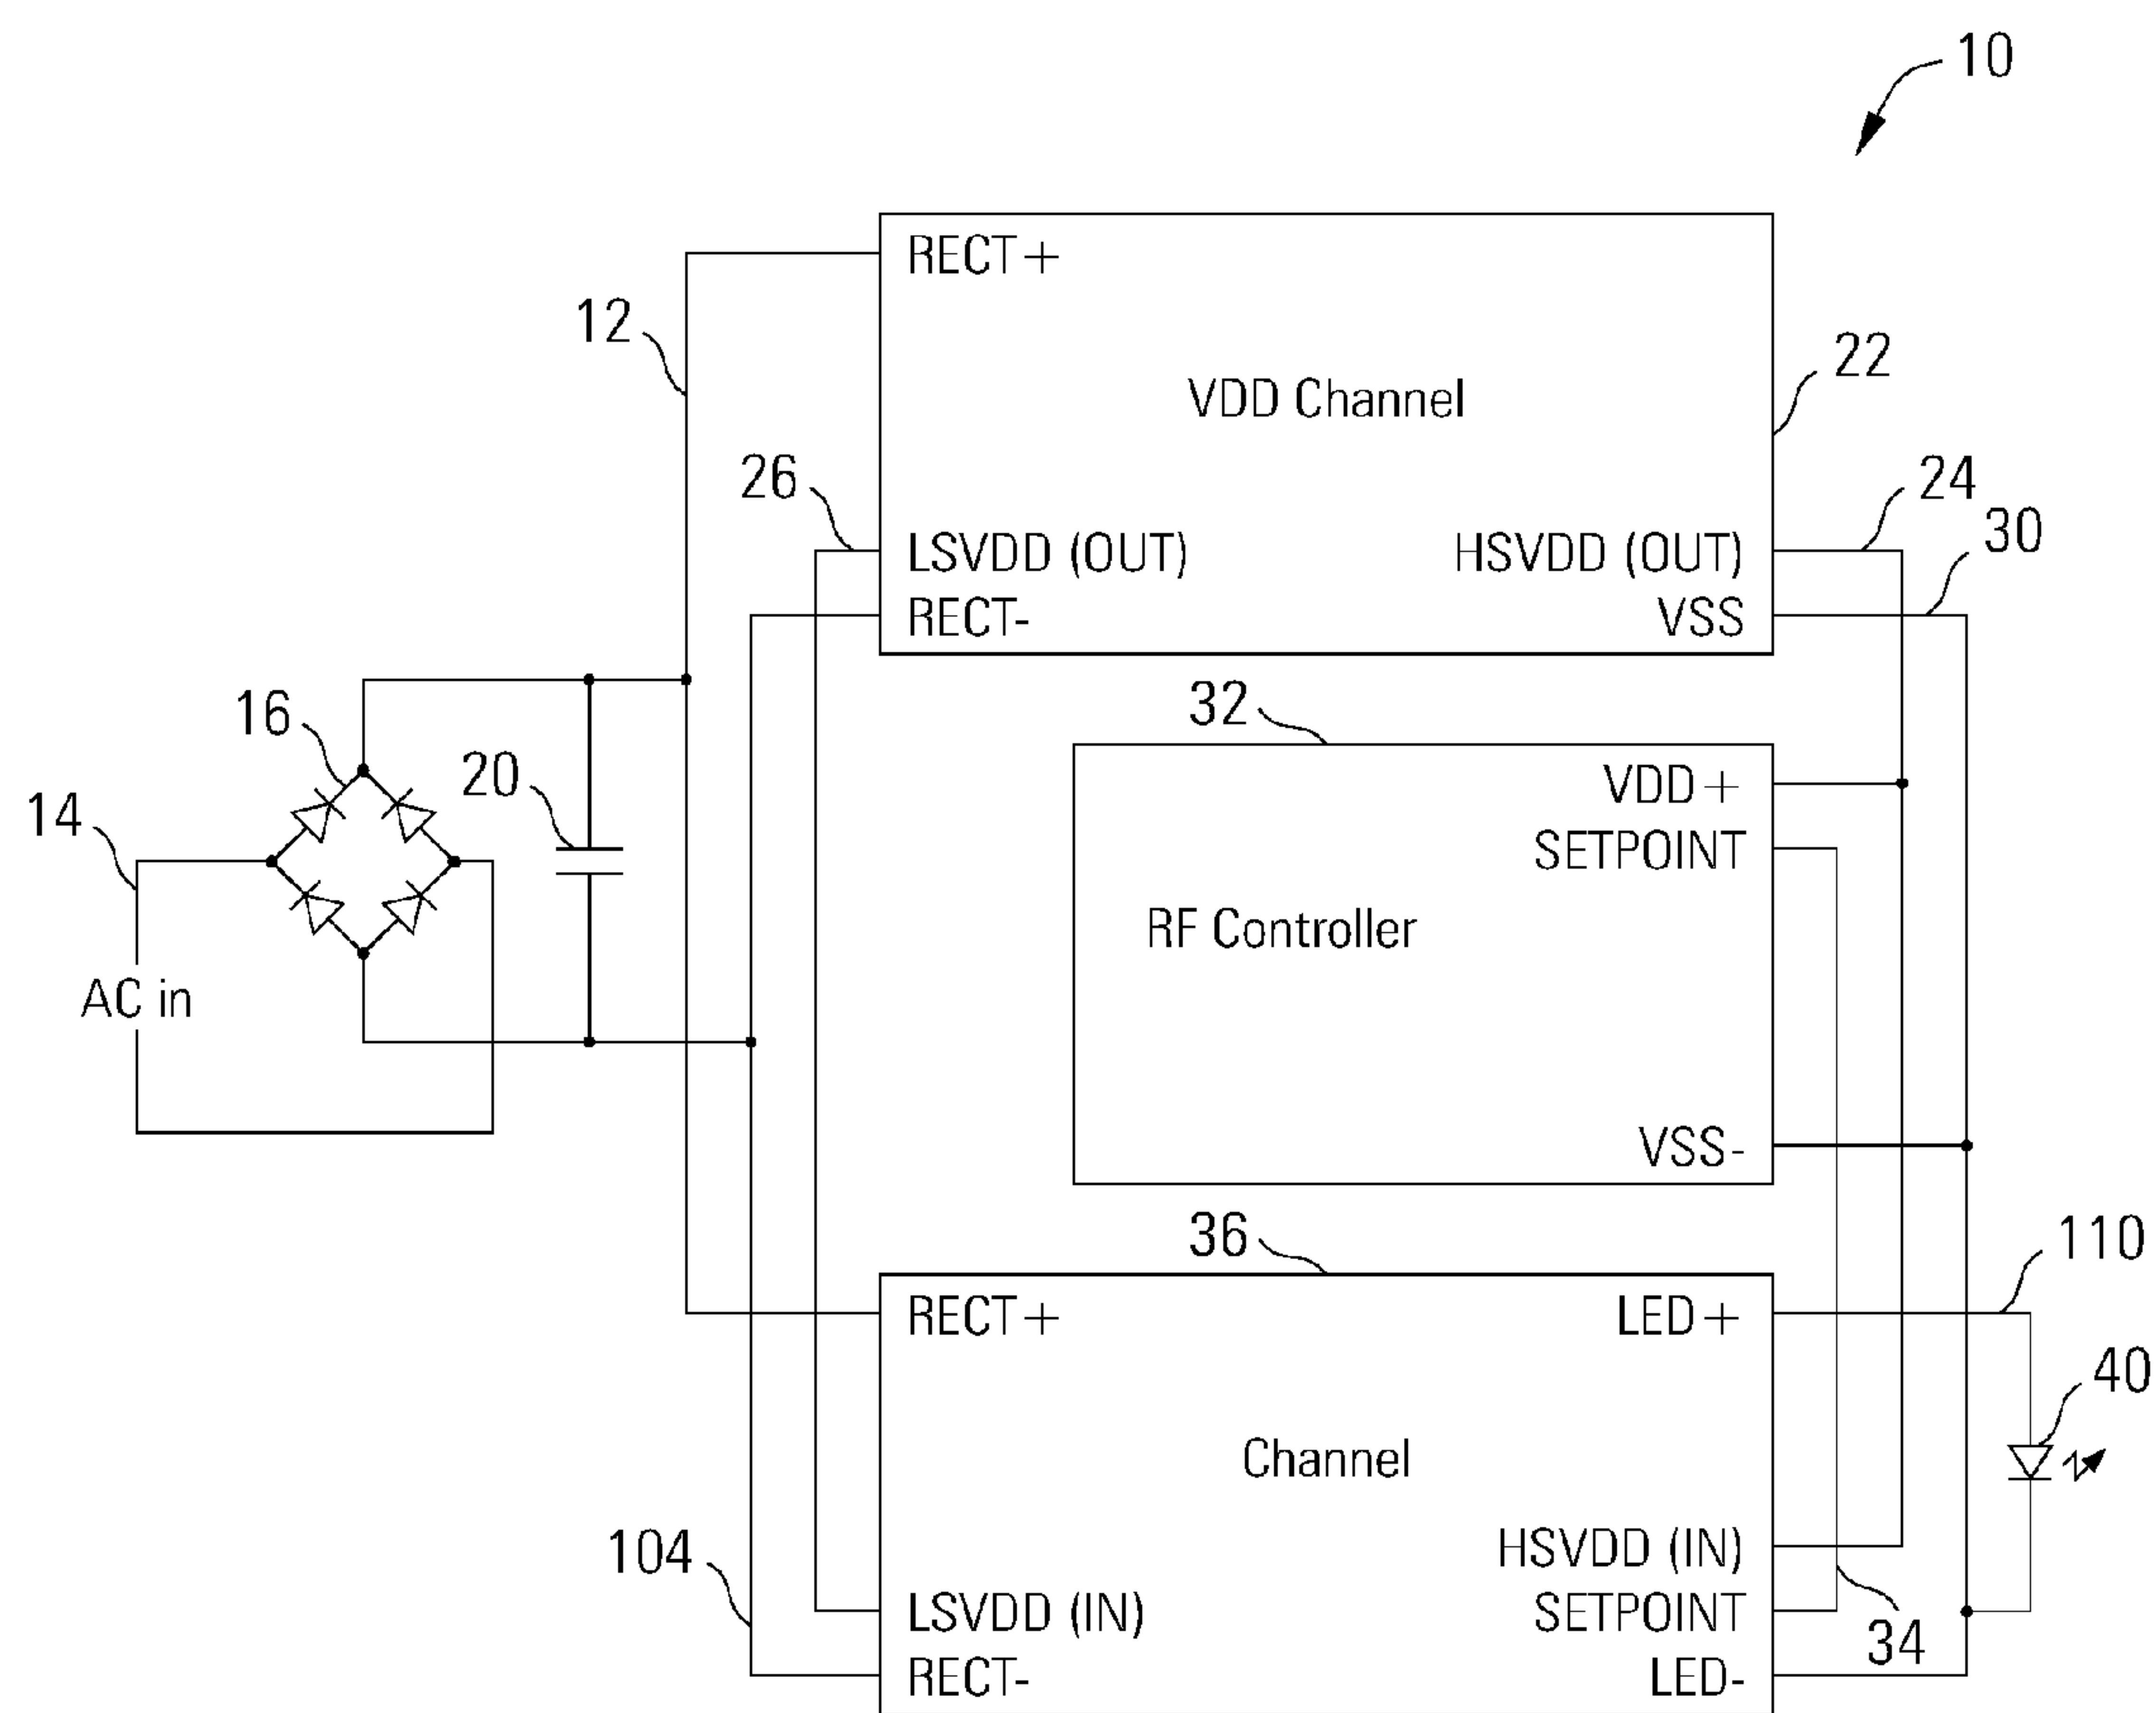 10
RECT+
12
22
VDD Channel
26
24
30
LSVDD (OUT)
HSVDD (OUT)
RECT-
VSS
16
32
20
VDD+
14
SETPOINT
RF Controller
AC in
VSS-
36
110
RECT+
LED+
40
Channel
104
HSVDD (IN)
LSVDD (IN)
SETPOINT
34
RECT-
LED-